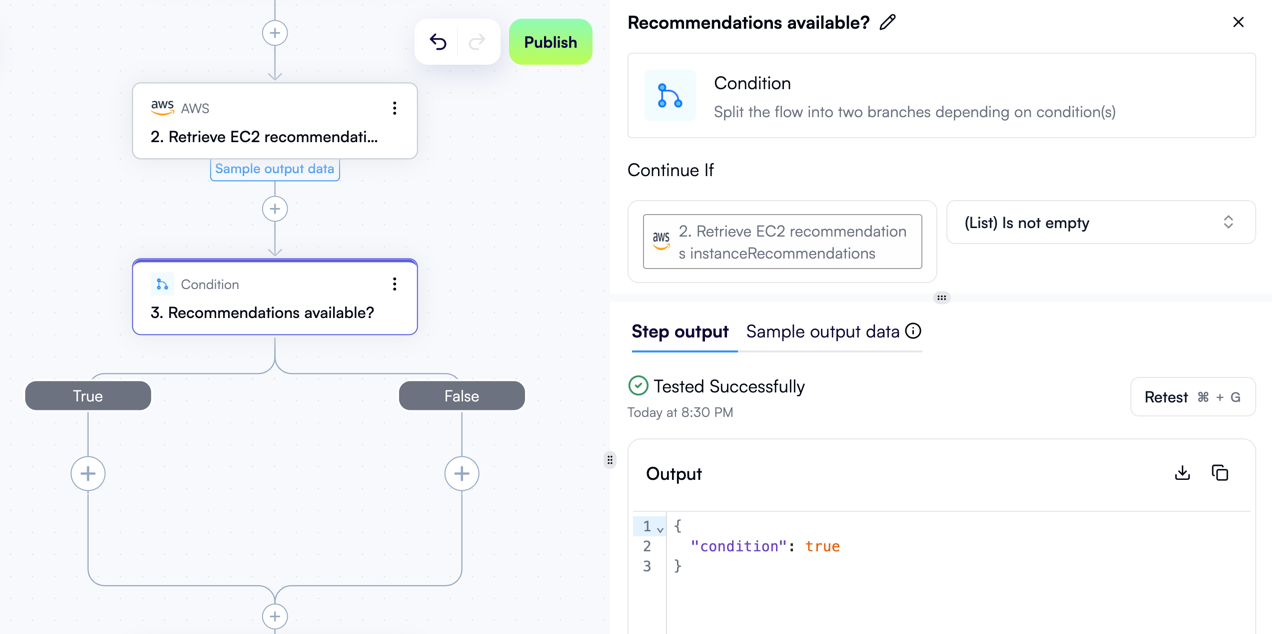 Publish
aws AWS
2. Retrieve EC2 recommendati...
Sample output data
Condition
3. Recommendations available?
True
False
Recommendations available?
Condition
Split the flow into two branches depending on condition(s)
Continue If
aws
2. Retrieve EC2 recommendation
s instanceRecommendations
(List) Is not empty
Step output
Sample output data
Tested Successfully
Today at 8:30 PM
Retest ⌘ + G
Output
1 {
2 "condition": true
3 }